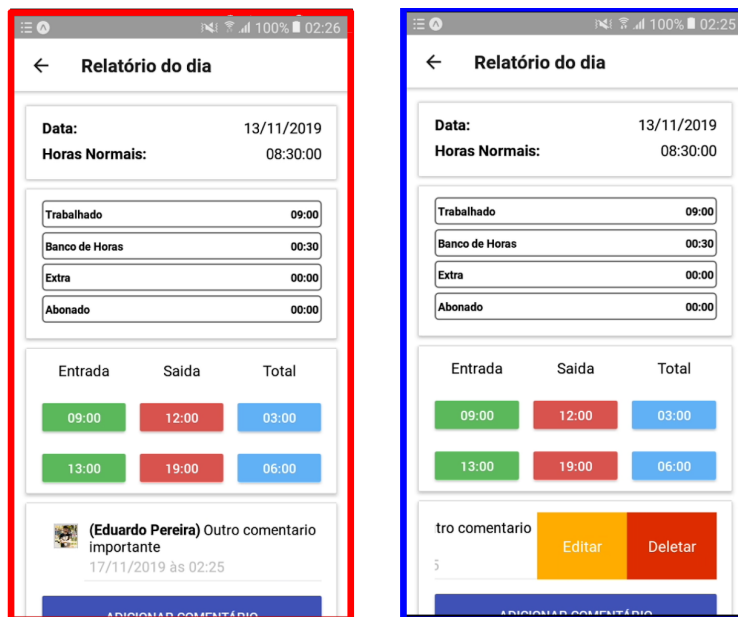 100% 02:26
Relatório do dia
Data: 13/11/2019
Horas Normais: 08:30:00
Trabalhado 09:00
Banco de Horas 00:30
Extra 00:00
Abonado 00:00
Entrada Saida Total
09:00 12:00 03:00
13:00 19:00 06:00
(Eduardo Pereira) Outro comentario
importante
17/11/2019 às 02:25
ADICIONAR COMENTÁRIO
100% 02:25
Relatório do dia
Data: 13/11/2019
Horas Normais: 08:30:00
Trabalhado 09:00
Banco de Horas 00:30
Extra 00:00
Abonado 00:00
Entrada Saida Total
09:00 12:00 03:00
13:00 19:00 06:00
tro comentario
5
Editar Deletar
ADICIONAR COMENTÁRIO